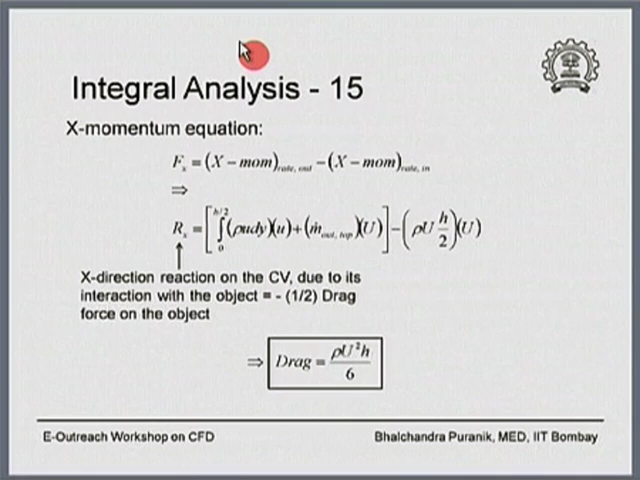 Integral Analysis - 15
X-momentum equation:
Fₓ = (X − mom)rate, out − (X − mom)rate, in
⇒
Rₓ = [∫₀^{h/2} (ρudy)(u) + (ṁout, top)(U)] − (ρU h/2)(U)
X-direction reaction on the CV, due to its
interaction with the object = - (1/2) Drag
force on the object
⇒ Drag = ρU²h / 6
E-Outreach Workshop on CFD
Bhalchandra Puranik, MED, IIT Bombay